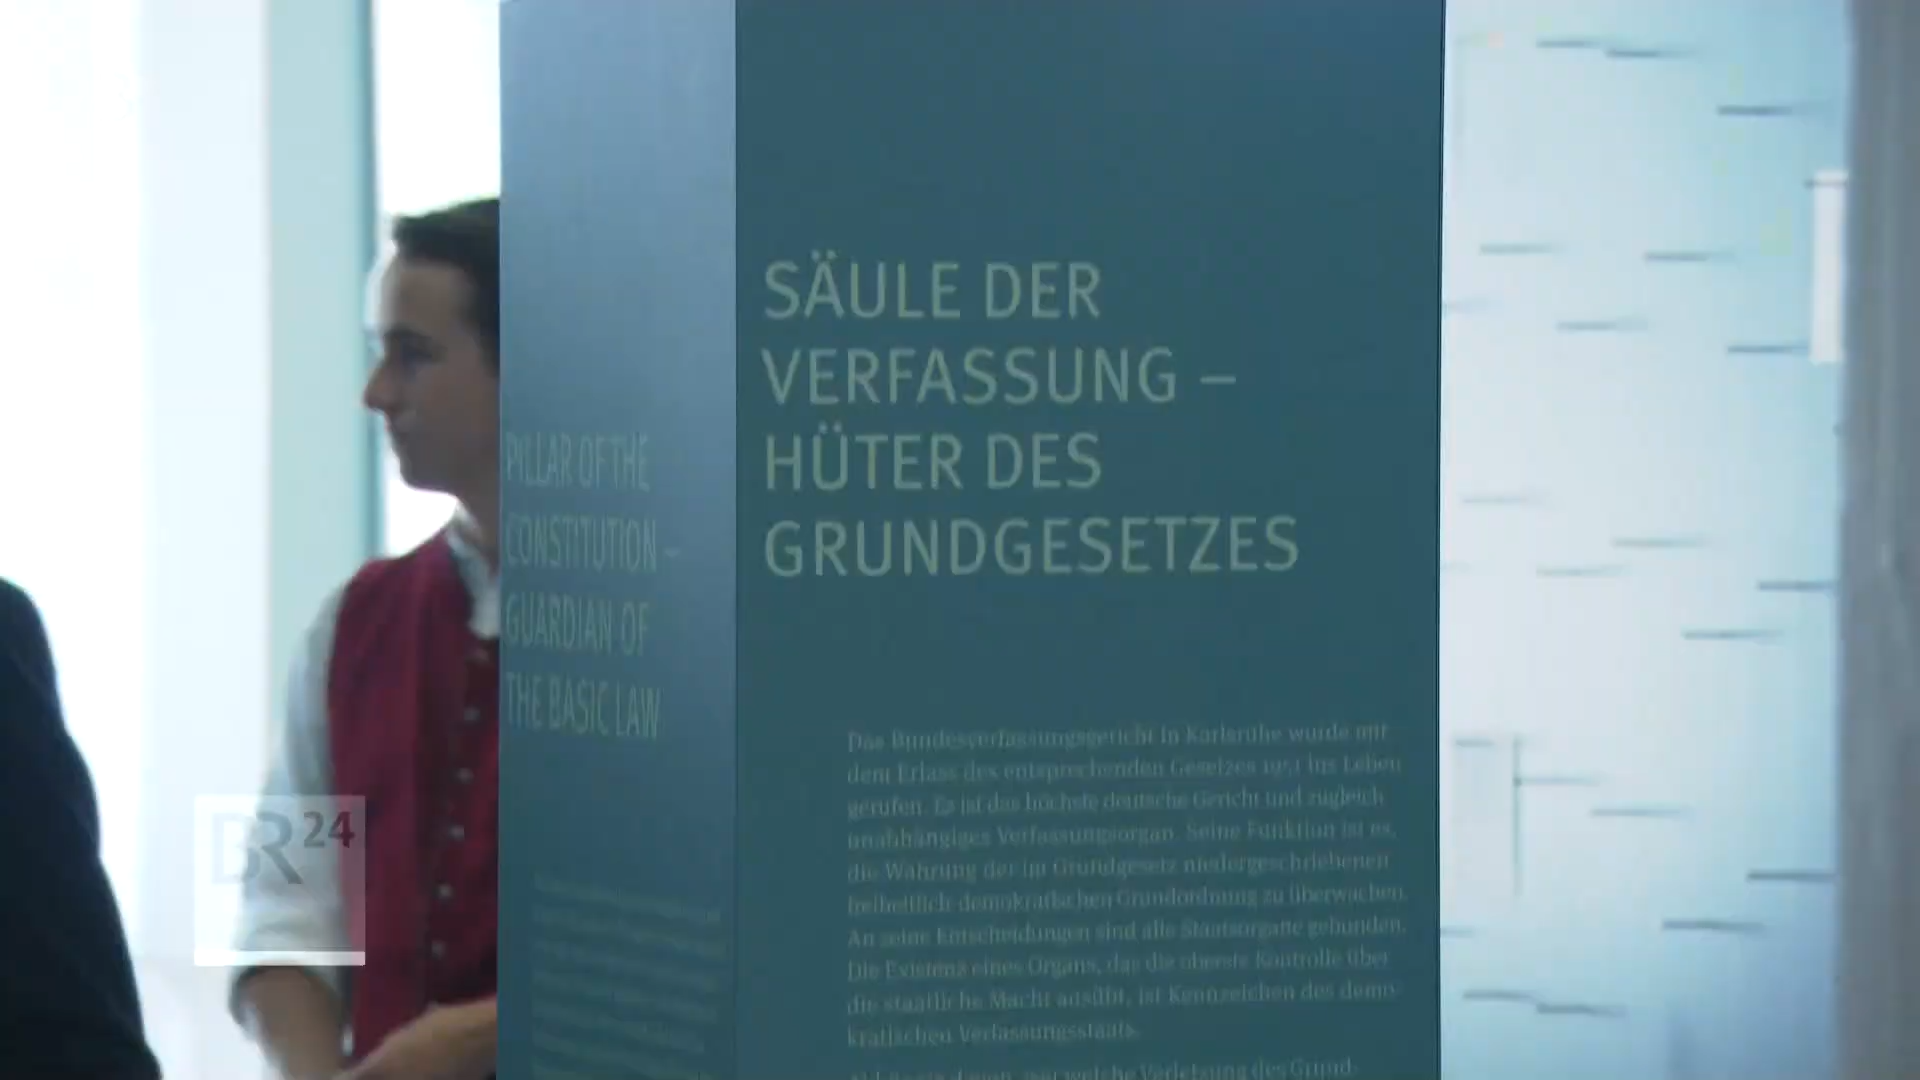 SÄULE DER
VERFASSUNG –
HÜTER DES
GRUNDGESETZES
PILLAR OF THE
CONSTITUTION –
GUARDIAN OF
THE BASIC LAW
Das Bundesverfassungsgericht in Karlsruhe wurde mit
dem Erlass des entsprechenden Gesetzes 1951 ins Leben
gerufen. Es ist das höchste deutsche Gericht und zugleich
unabhängiges Verfassungsorgan. Seine Funktion ist es,
die Wahrung der im Grundgesetz niedergeschriebenen
freiheitlich-demokratischen Grundordnung zu überwachen.
An seine Entscheidungen sind alle Staatsorgane gebunden.
Die Existenz eines Organs, das die oberste Kontrolle über
die staatliche Macht ausübt, ist Kennzeichen des demo-
kratischen Verfassungsstaats.
welche Verletzung des Grund-
BR24